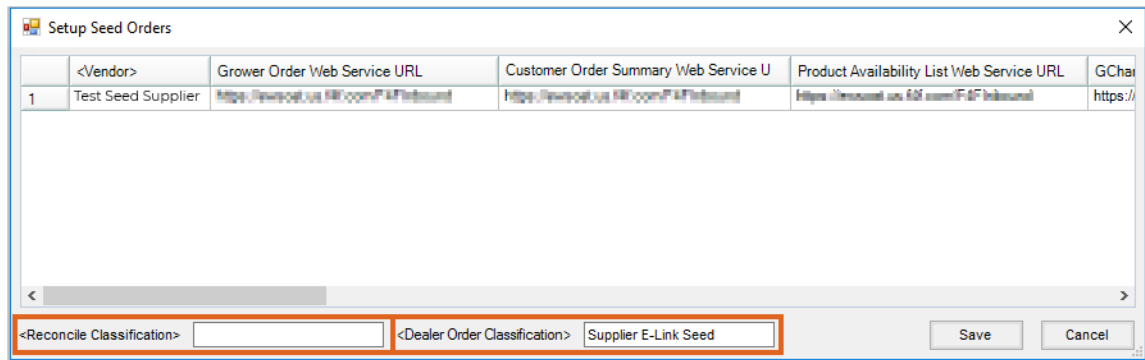 Setup Seed Orders
<Vendor> Grower Order Web Service URL Customer Order Summary Web Service U Product Availability List Web Service URL GChar
1 Test Seed Supplier https:/
<Reconcile Classification> <Dealer Order Classification> Supplier E-Link Seed Save Cancel